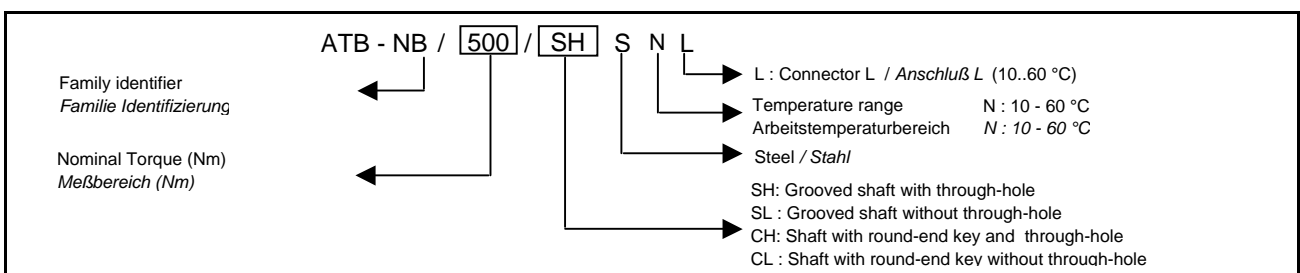 ATB - NB / 500 / SH S N L
Family identifier
Familie Identifizierung
Nominal Torque (Nm)
Meßbereich (Nm)
L : Connector L / Anschluß L (10..60 °C)
Temperature range N : 10 - 60 °C
Arbeitstemperaturbereich N : 10 - 60 °C
Steel / Stahl
SH: Grooved shaft with through-hole
SL : Grooved shaft without through-hole
CH: Shaft with round-end key and through-hole
CL : Shaft with round-end key without through-hole